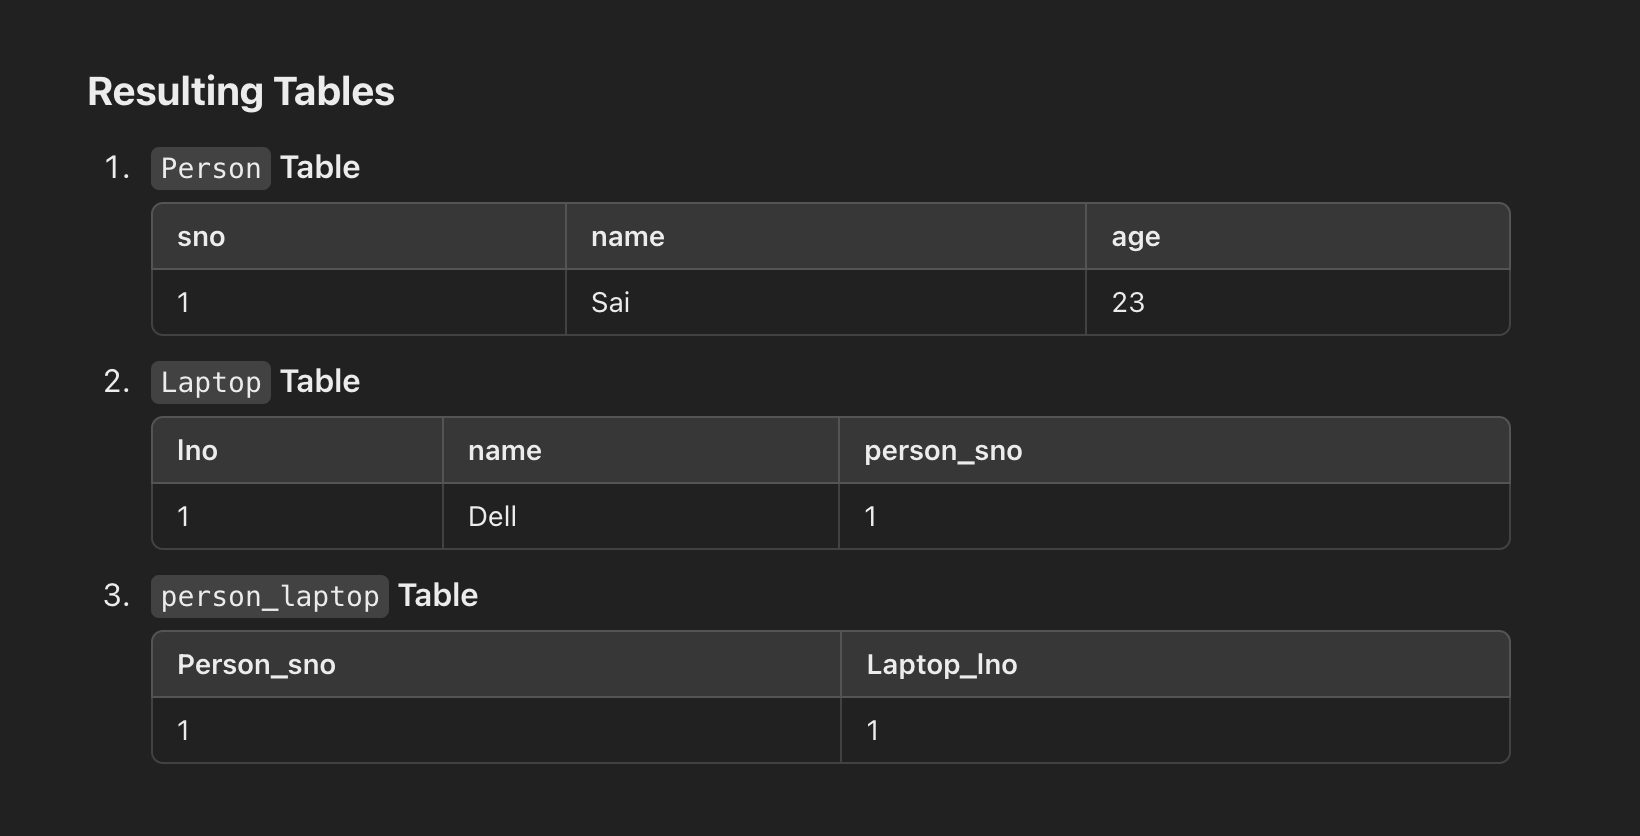 Resulting Tables
1. Person Table
sno name age
1 Sai 23
2. Laptop Table
lno name person_sno
1 Dell 1
3. person_laptop Table
Person_sno Laptop_lno
1 1